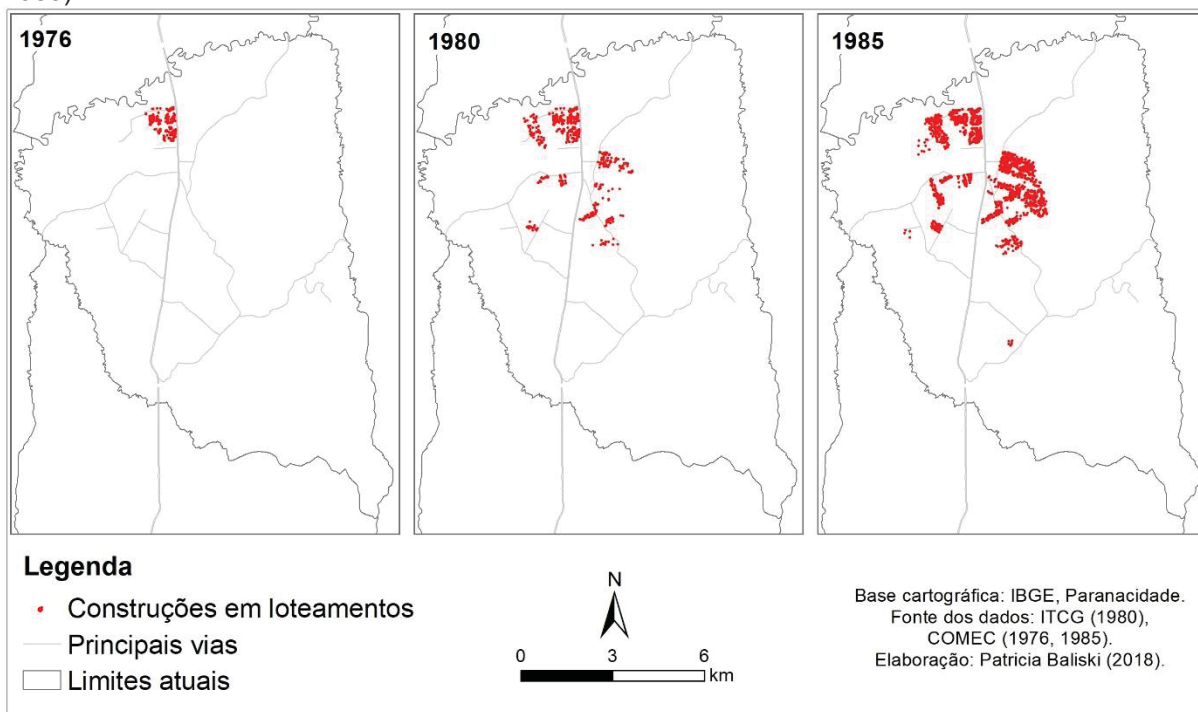 1976
1980
1985
Legenda
Construções em loteamentos
Principais vias
Limites atuais
N
0 3 6
km
Base cartográfica: IBGE, Paranacidade.
Fonte dos dados: ITCG (1980),
COMEC (1976, 1985).
Elaboração: Patricia Baliski (2018).